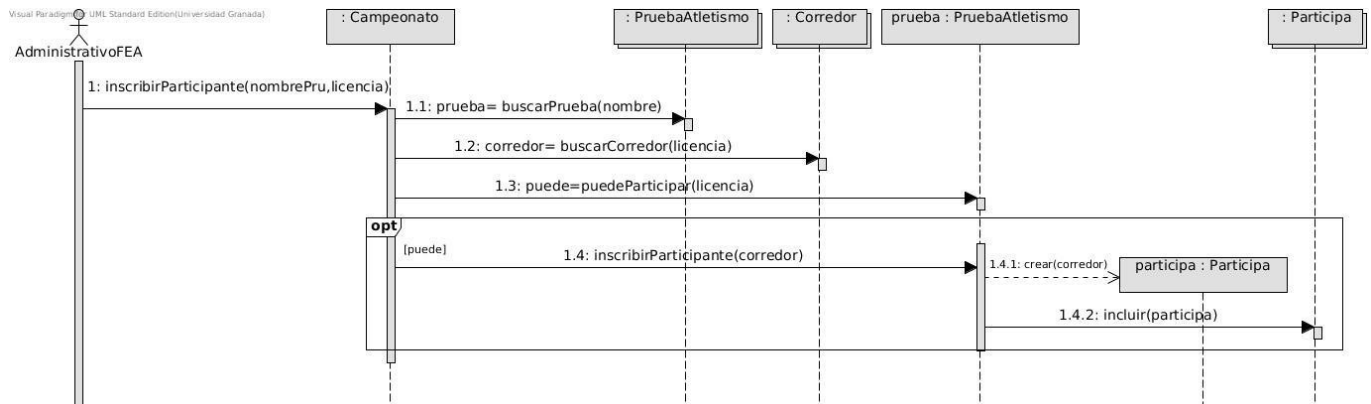 Visual Paradigm for UML Standard Edition(Universidad Granada)
: Campeonato
: PruebaAtletismo
: Corredor
prueba : PruebaAtletismo
: Participa
AdministrativoFEA
1: inscribirParticipante(nombrePru,licencia)
1.1: prueba= buscarPrueba(nombre)
1.2: corredor= buscarCorredor(licencia)
1.3: puede=puedeParticipar(licencia)
opt
[puede]
1.4: inscribirParticipante(corredor)
1.4.1: crear(corredor)
participa : Participa
1.4.2: incluir(participa)